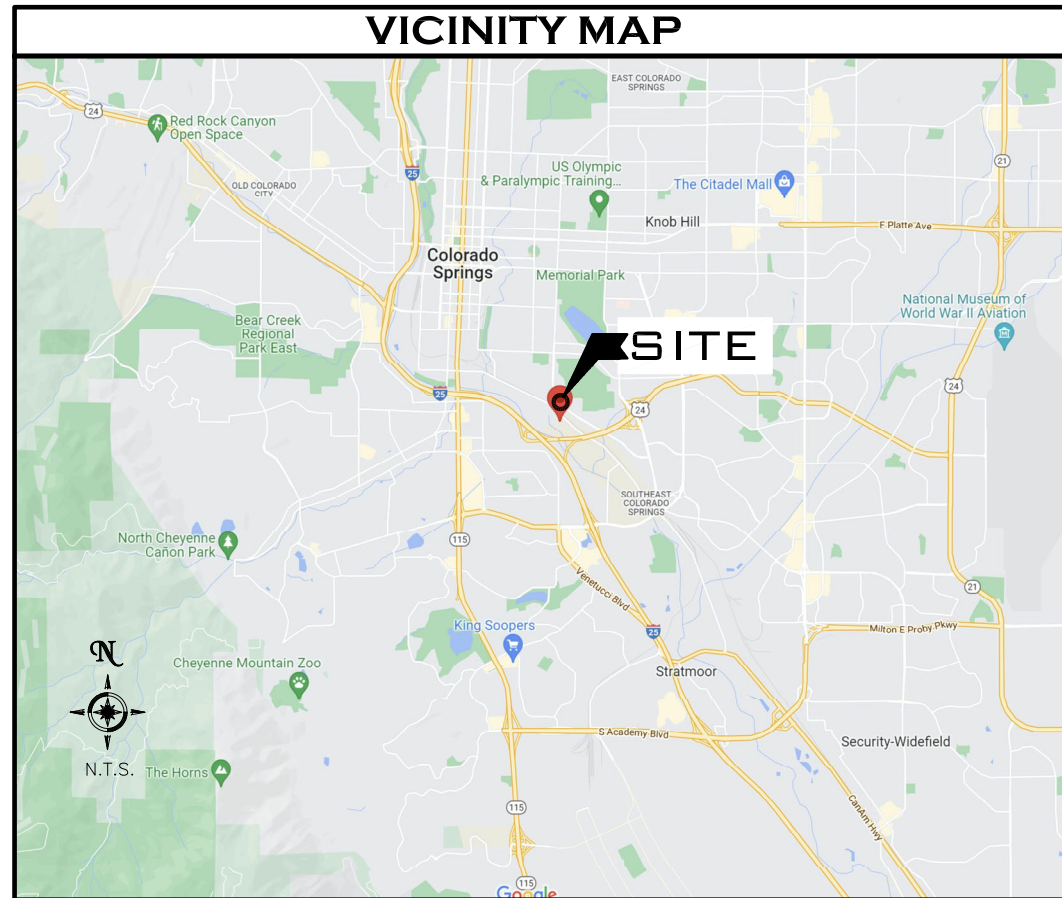 VICINITY MAP
EAST COLORADO
SPRINGS
24
Red Rock Canyon
Open Space
21
25
US Olympic
& Paralympic Training...
The Citadel Mall
OLD COLORADO
CITY
Knob Hill
E Platte Ave
Colorado
Springs
Memorial Park
National Museum of
World War II Aviation
Bear Creek
Regional
Park East
SITE
25
24
24
SOUTHEAST
COLORADO
SPRINGS
North Cheyenne
Cañon Park
115
Venetucci Blvd
21
King Soopers
25
Milton E Proby Pkwy
N
Cheyenne Mountain Zoo
Stratmoor
S Academy Blvd
Security-Widefield
N.T.S.
The Horns
115
CanAm Hwy
115
Google